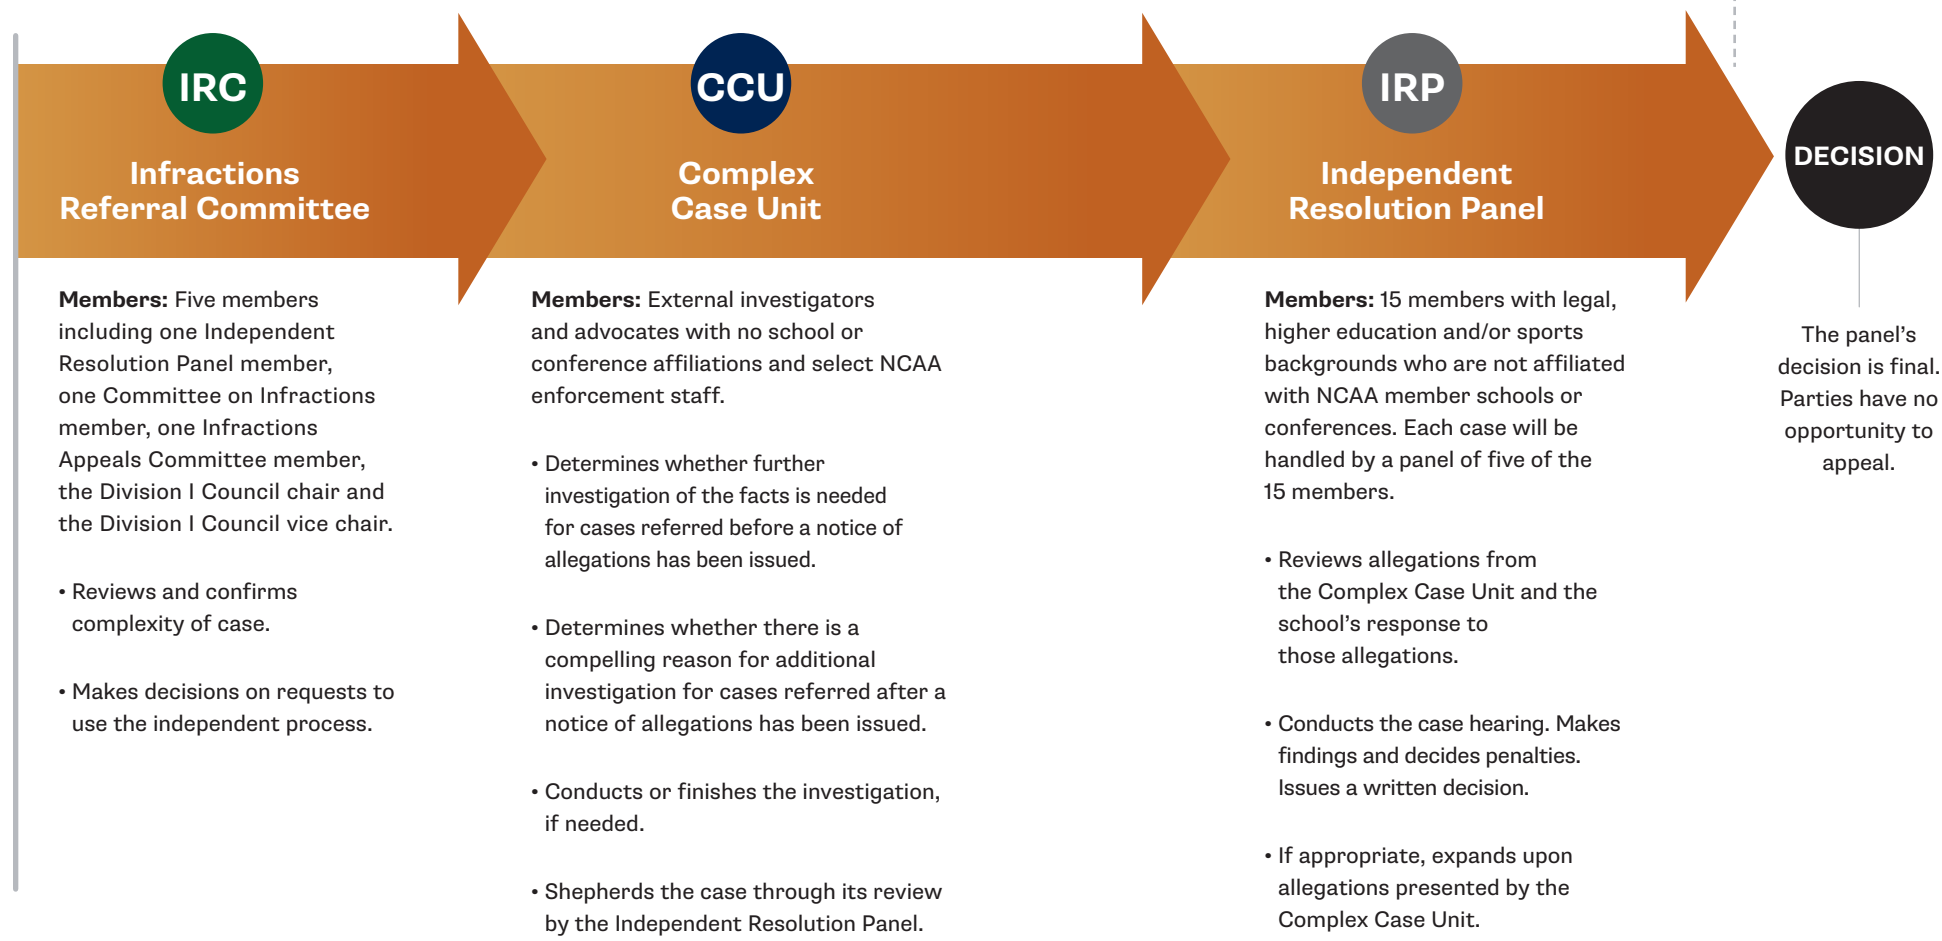 IRC
Infractions
Referral Committee
Members: Five members
including one Independent
Resolution Panel member,
one Committee on Infractions
member, one Infractions
Appeals Committee member,
the Division I Council chair and
the Division I Council vice chair.
• Reviews and confirms
complexity of case.
• Makes decisions on requests to
use the independent process.
CCU
Complex
Case Unit
Members: External investigators
and advocates with no school or
conference affiliations and select NCAA
enforcement staff.
• Determines whether further
investigation of the facts is needed
for cases referred before a notice of
allegations has been issued.
• Determines whether there is a
compelling reason for additional
investigation for cases referred after a
notice of allegations has been issued.
• Conducts or finishes the investigation,
if needed.
• Shepherds the case through its review
by the Independent Resolution Panel.
IRP
Independent
Resolution Panel
Members: 15 members with legal,
higher education and/or sports
backgrounds who are not affiliated
with NCAA member schools or
conferences. Each case will be
handled by a panel of five of the
15 members.
• Reviews allegations from
the Complex Case Unit and the
school’s response to
those allegations.
• Conducts the case hearing. Makes
findings and decides penalties.
Issues a written decision.
• If appropriate, expands upon
allegations presented by the
Complex Case Unit.
DECISION
The panel’s
decision is final.
Parties have no
opportunity to
appeal.